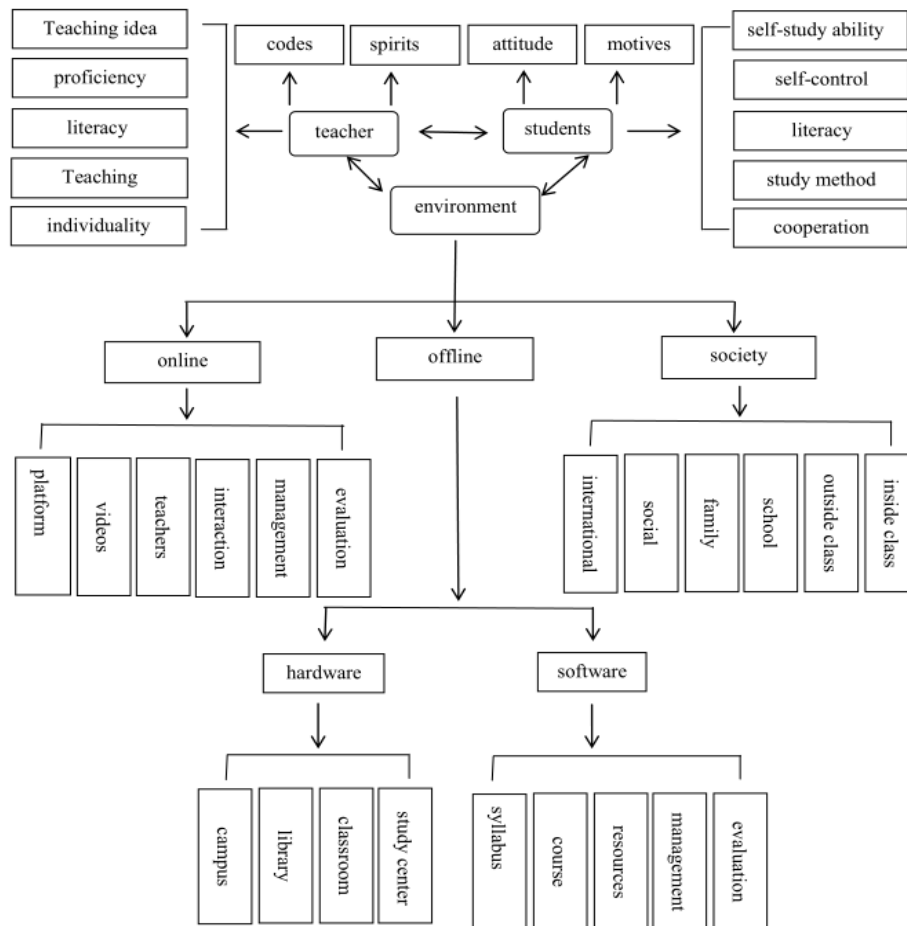 Teaching idea
proficiency
literacy
Teaching
individuality
codes
spirits
attitude
motives
teacher
students
environment
self-study ability
self-control
literacy
study method
cooperation
online
offline
society
platform
videos
teachers
interaction
management
evaluation
international
social
family
school
outside class
inside class
hardware
software
campus
library
classroom
study center
syllabus
course
resources
management
evaluation